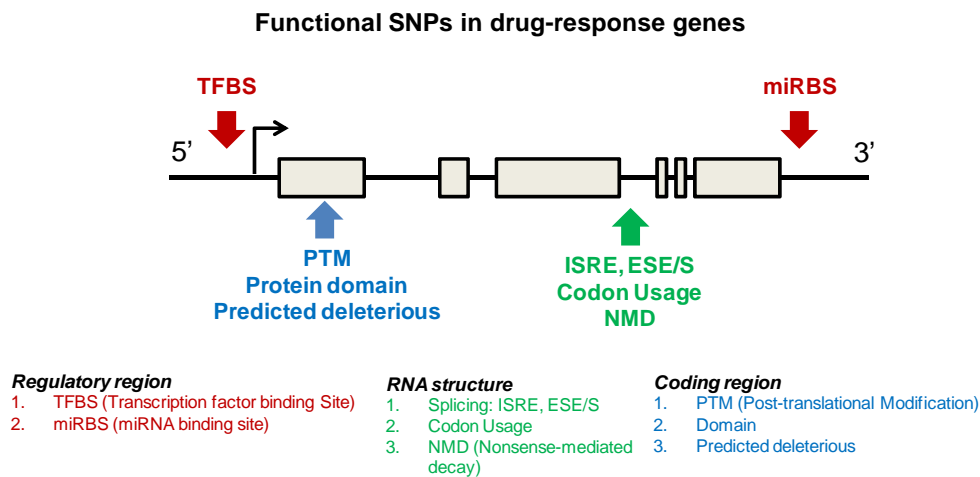 Functional SNPs in drug-response genes
TFBS
miRBS
5’
3’
PTM
Protein domain
Predicted deleterious
ISRE, ESE/S
Codon Usage
NMD
Regulatory region
1. TFBS (Transcription factor binding Site)
2. miRBS (miRNA binding site)
RNA structure
1. Splicing: ISRE, ESE/S
2. Codon Usage
3. NMD (Nonsense-mediated
decay)
Coding region
1. PTM (Post-translational Modification)
2. Domain
3. Predicted deleterious